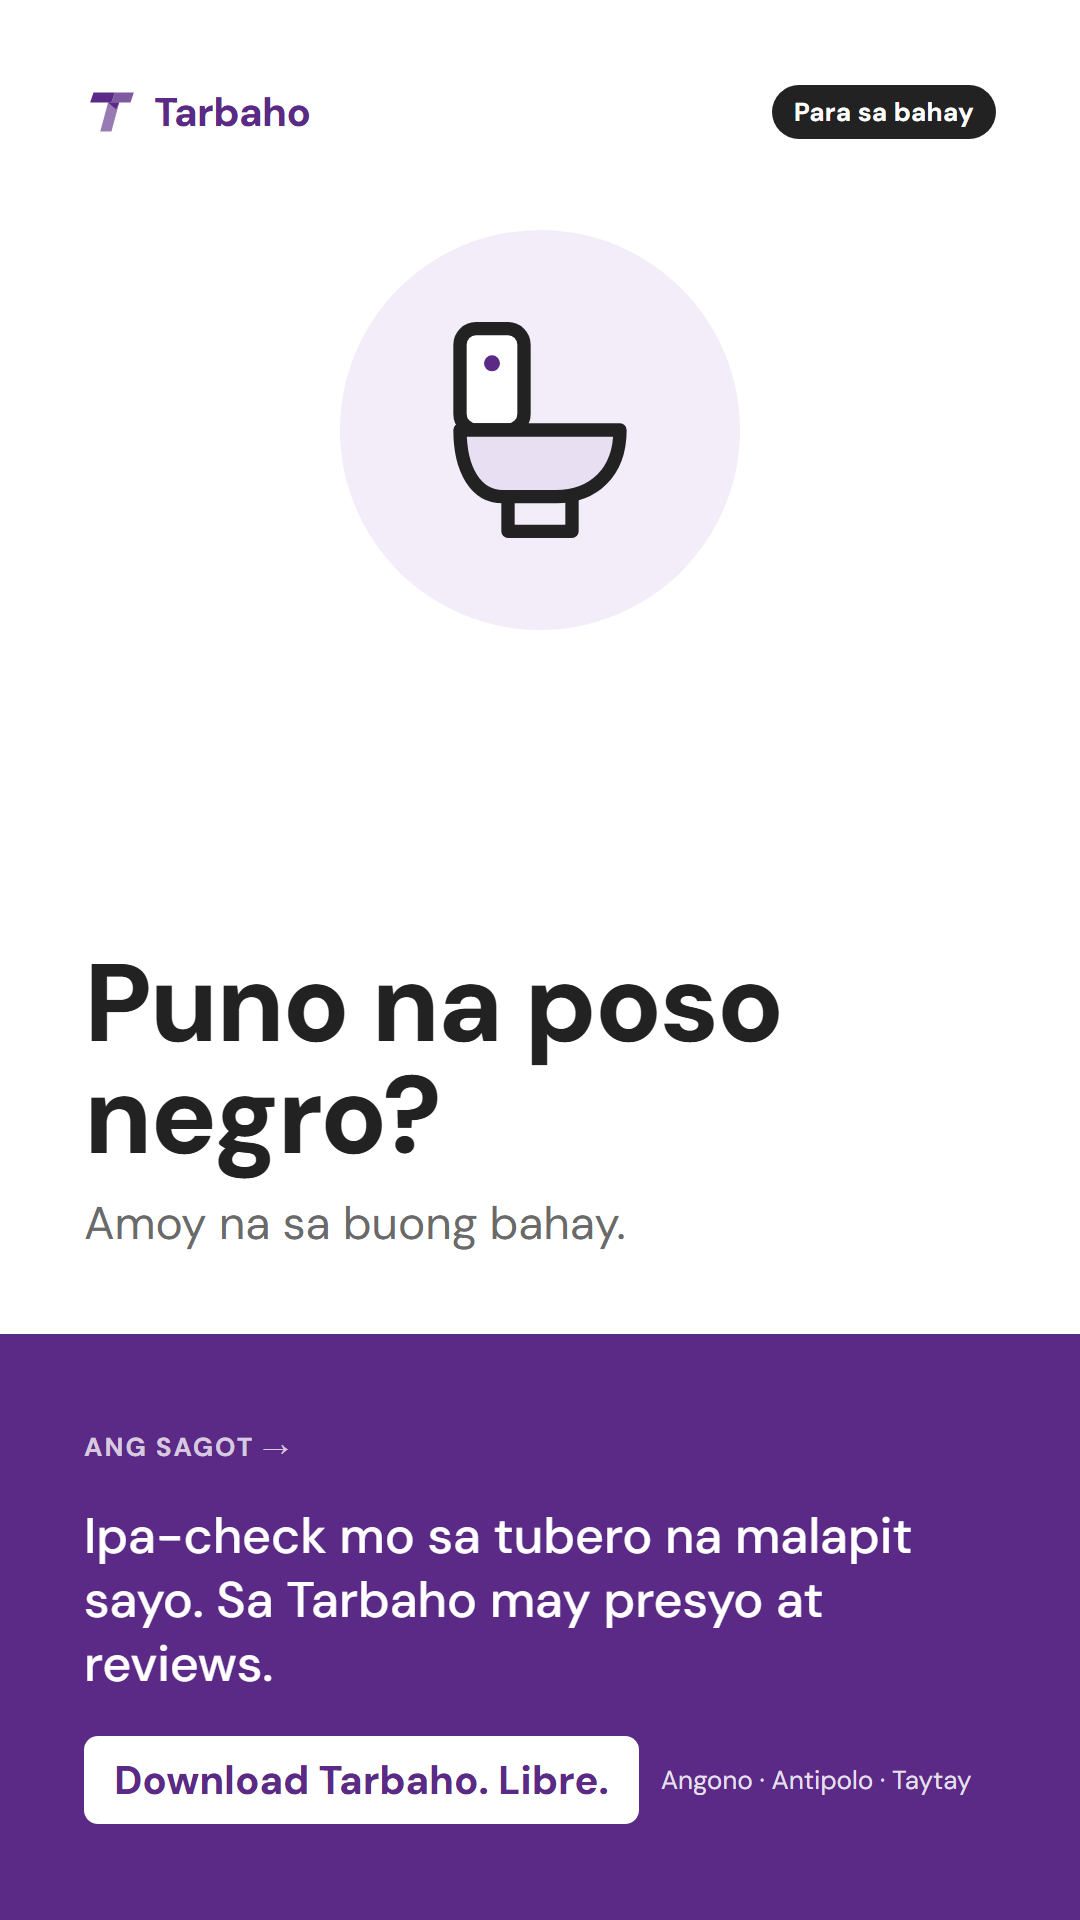 Tarbaho
Para sa bahay
Puno na poso
negro?
Amoy na sa buong bahay.
ANG SAGOT →
Ipa-check mo sa tubero na malapit
sayo. Sa Tarbaho may presyo at
reviews.
Download Tarbaho. Libre.
Angono · Antipolo · Taytay